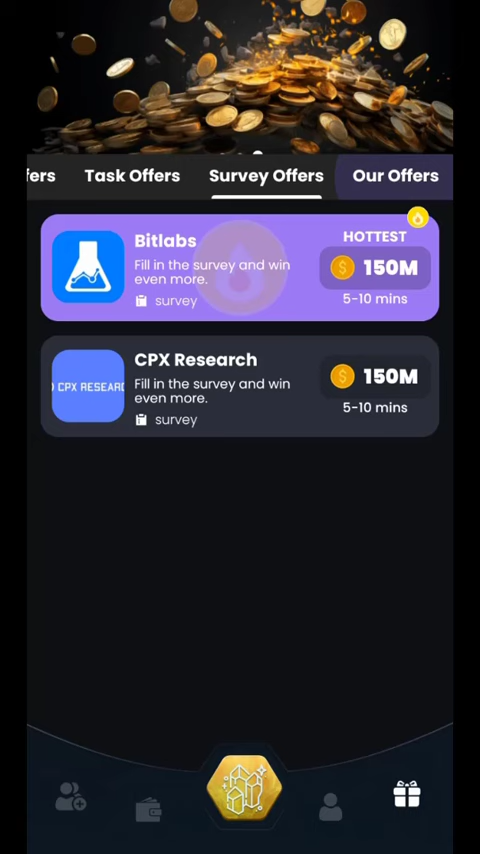 fers Task Offers Survey Offers Our Offers
Bitlabs
Fill in the survey and win
even more.
survey
HOTTEST
150M
5-10 mins
CPX RESEARC
CPX Research
Fill in the survey and win
even more.
survey
150M
5-10 mins